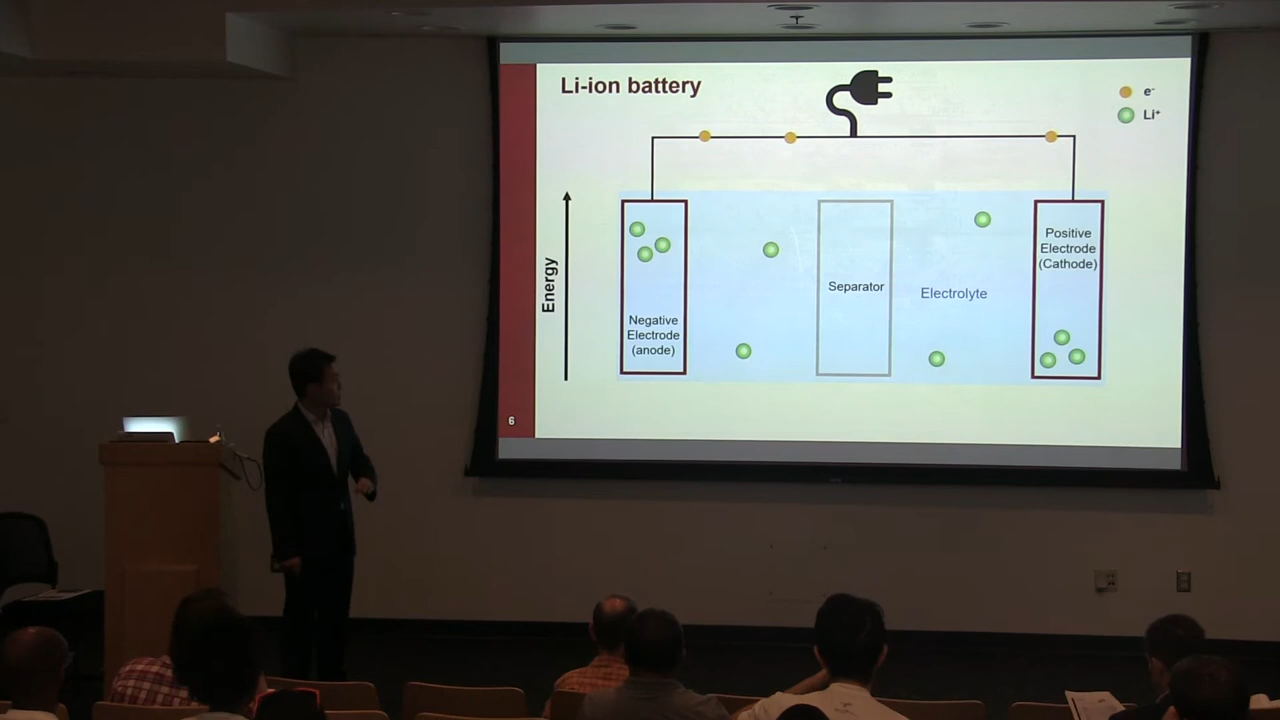 Li-ion battery
e-
Li+
Energy
Negative
Electrode
(anode)
Separator
Electrolyte
Positive
Electrode
(Cathode)
6